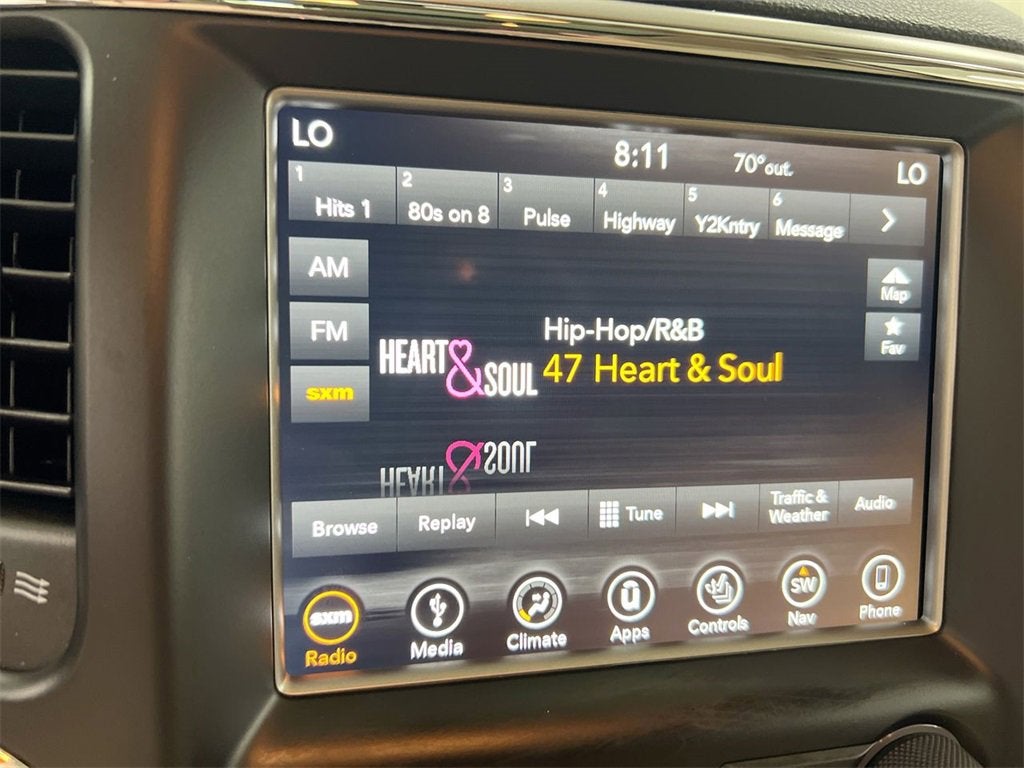 LO 8:11 70° out. LO
1 2 3 4 5 6
Hits 1 80s on 8 Pulse Highway Y2Kntry Message
AM
Map
FM
Hip-Hop/R&B
Fav
HEART & SOUL
47 Heart & Soul
sxm
HEART & SOUL
Browse Replay Tune Traffic & Weather Audio
sxm SW
Radio Media Climate Apps Controls Nav Phone